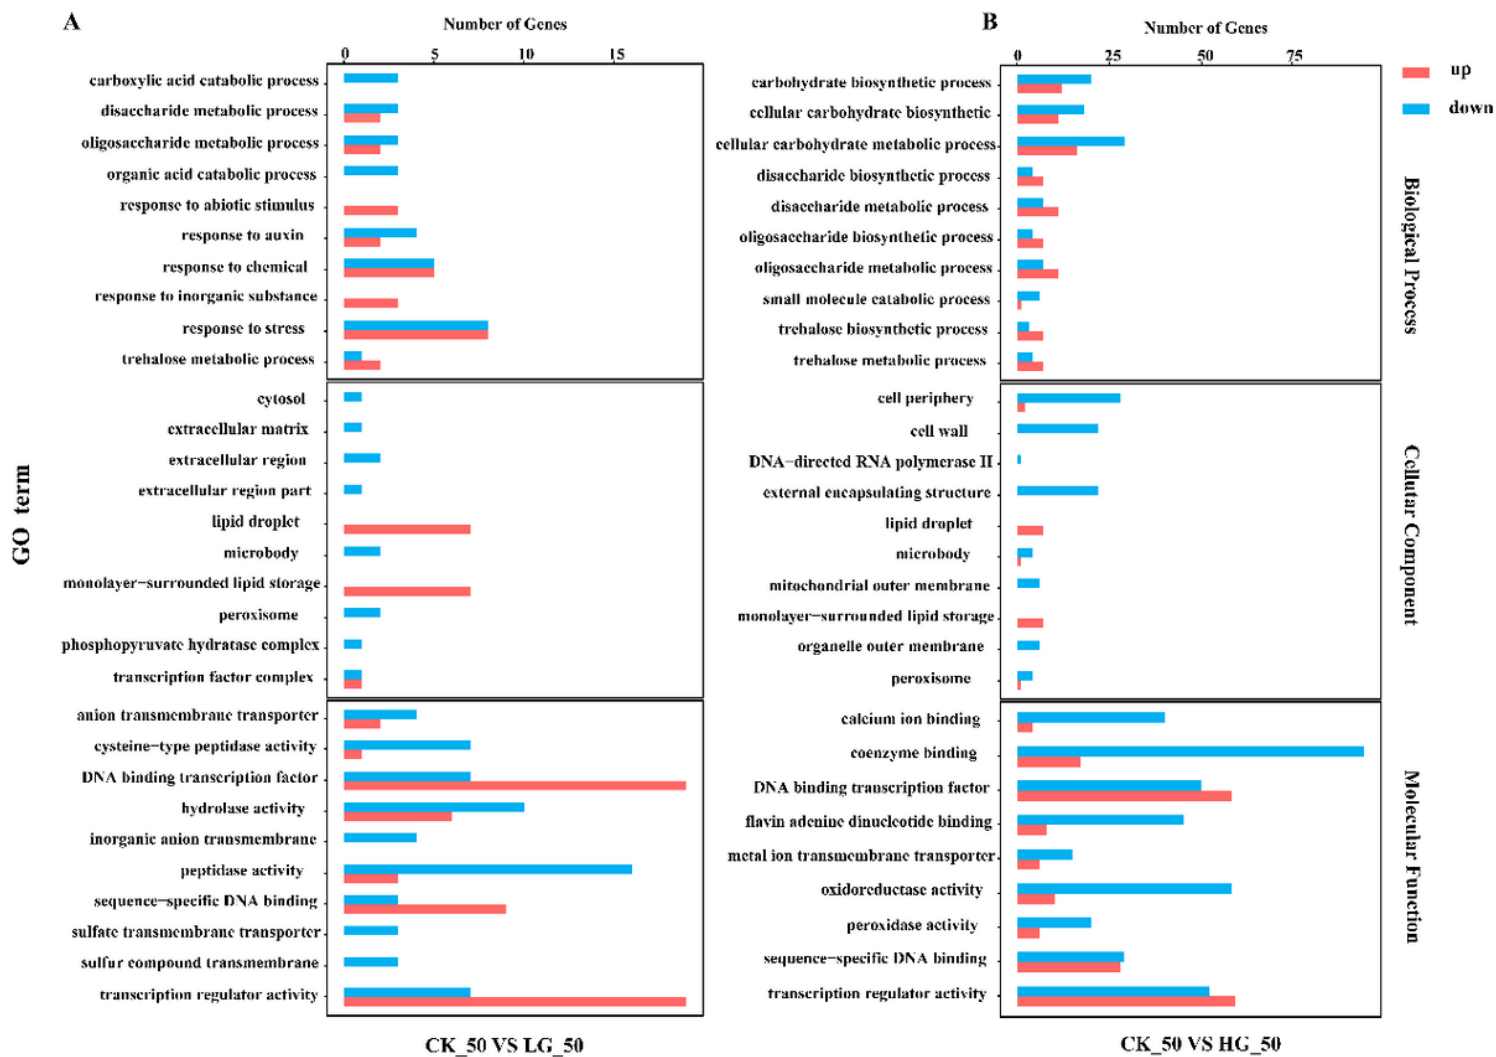 A
Number of Genes
0 5 10 15
carboxylic acid catabolic process
disaccharide metabolic process
oligosaccharide metabolic process
organic acid catabolic process
response to abiotic stimulus
response to auxin
response to chemical
response to inorganic substance
response to stress
trehalose metabolic process
cytosol
extracellular matrix
extracellular region
extracellular region part
lipid droplet
microbody
monolayer−surrounded lipid storage
peroxisome
phosphopyruvate hydratase complex
transcription factor complex
anion transmembrane transporter
cysteine−type peptidase activity
DNA binding transcription factor
hydrolase activity
inorganic anion transmembrane
peptidase activity
sequence−specific DNA binding
sulfate transmembrane transporter
sulfur compound transmembrane
transcription regulator activity
GO term
CK_50 VS LG_50
B
Number of Genes
0 25 50 75
carbohydrate biosynthetic process
cellular carbohydrate biosynthetic
cellular carbohydrate metabolic process
disaccharide biosynthetic process
disaccharide metabolic process
oligosaccharide biosynthetic process
oligosaccharide metabolic process
small molecule catabolic process
trehalose biosynthetic process
trehalose metabolic process
cell periphery
cell wall
DNA−directed RNA polymerase II
external encapsulating structure
lipid droplet
microbody
mitochondrial outer membrane
monolayer−surrounded lipid storage
organelle outer membrane
peroxisome
calcium ion binding
coenzyme binding
DNA binding transcription factor
flavin adenine dinucleotide binding
metal ion transmembrane transporter
oxidoreductase activity
peroxidase activity
sequence−specific DNA binding
transcription regulator activity
CK_50 VS HG_50
up
down
Biological Process
Cellutar Component
Molecular Function